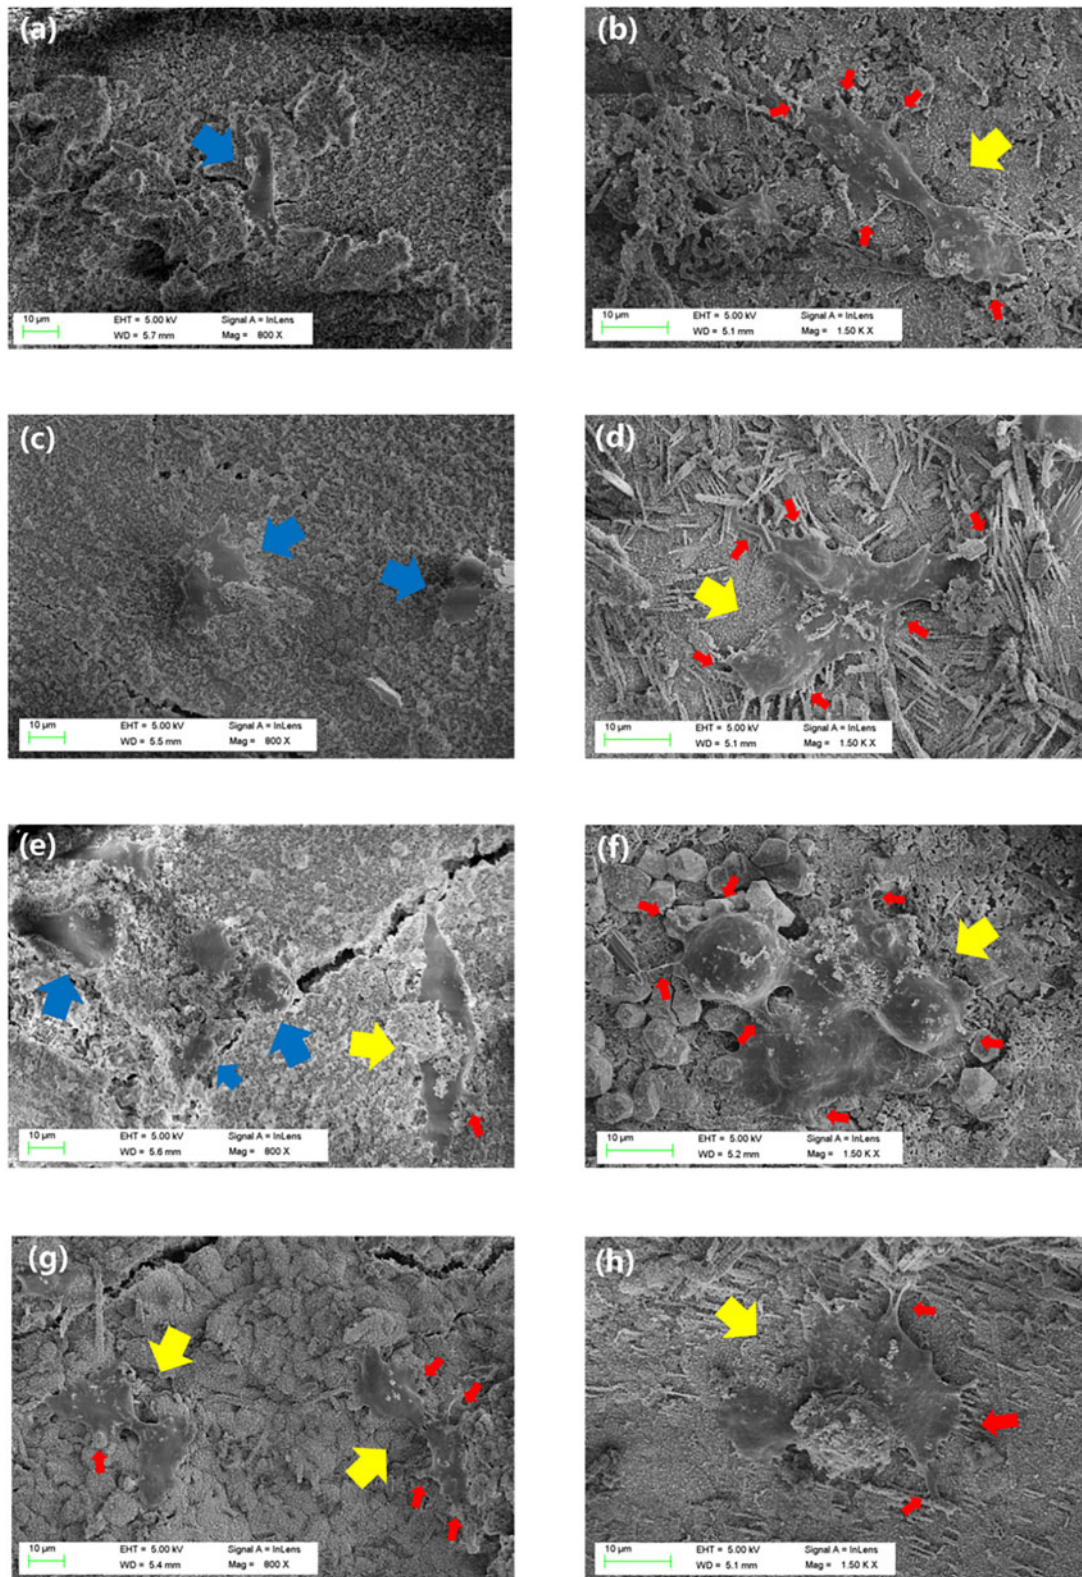 (a)
10 µm EHT = 5.00 kV Signal A = InLens
WD = 5.7 mm Mag = 800 X
(b)
10 µm EHT = 5.00 kV Signal A = InLens
WD = 5.1 mm Mag = 1.50 K X
(c)
10 µm EHT = 5.00 kV Signal A = InLens
WD = 5.5 mm Mag = 800 X
(d)
10 µm EHT = 5.00 kV Signal A = InLens
WD = 5.1 mm Mag = 1.50 K X
(e)
10 µm EHT = 5.00 kV Signal A = InLens
WD = 5.6 mm Mag = 800 X
(f)
10 µm EHT = 5.00 kV Signal A = InLens
WD = 5.2 mm Mag = 1.50 K X
(g)
10 µm EHT = 5.00 kV Signal A = InLens
WD = 5.4 mm Mag = 800 X
(h)
10 µm EHT = 5.00 kV Signal A = InLens
WD = 5.1 mm Mag = 1.50 K X